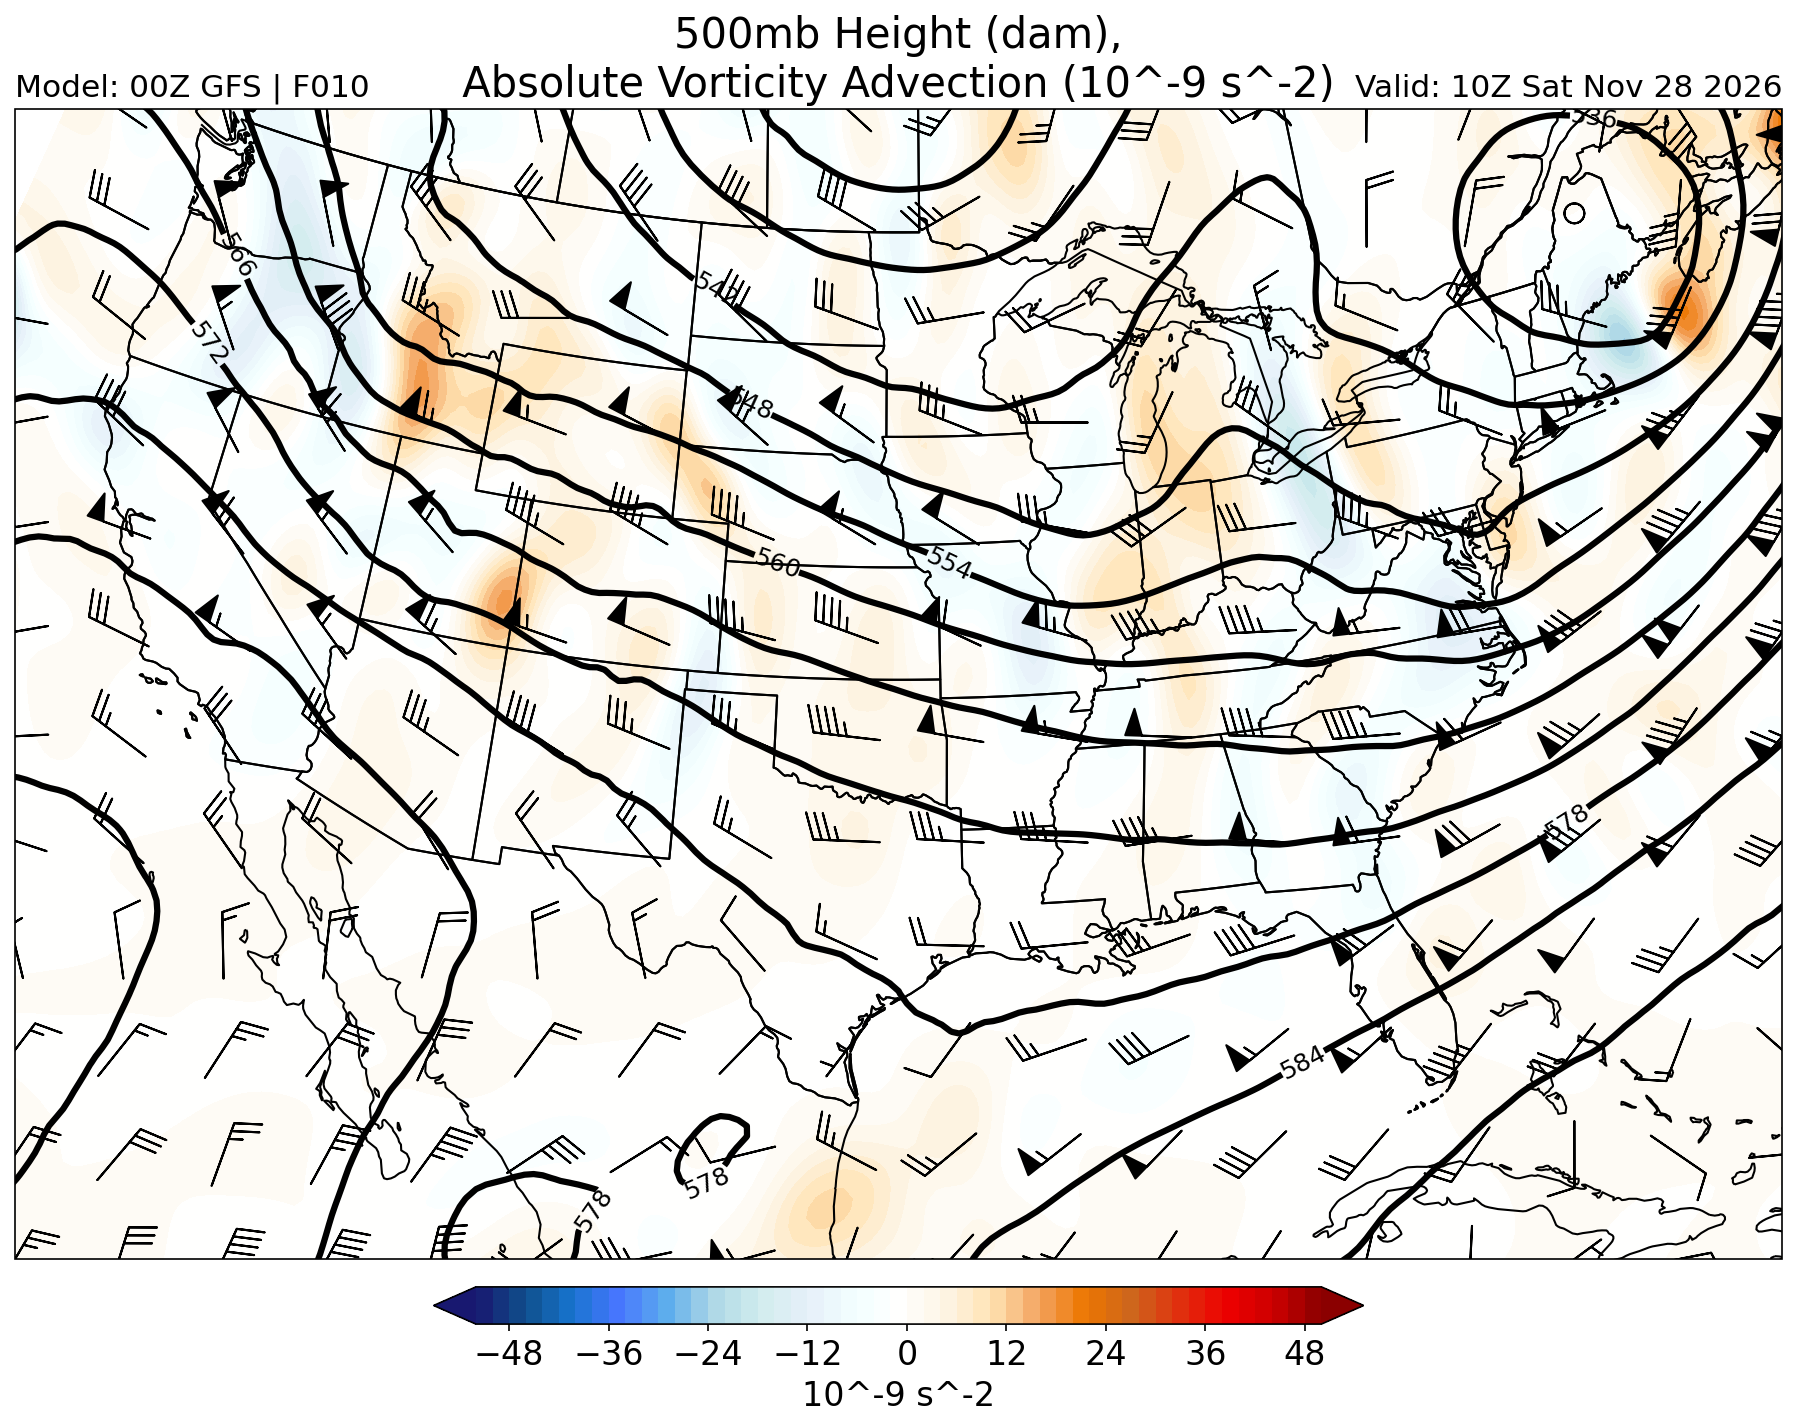 500mb Height (dam),
Model: 00Z GFS | F010
Absolute Vorticity Advection (10^-9 s^-2)
Valid: 10Z Sat Nov 28 2026
536
566
542
572
548
560
554
578
584
578
578
−48 −36 −24 −12 0 12 24 36 48
10^-9 s^-2